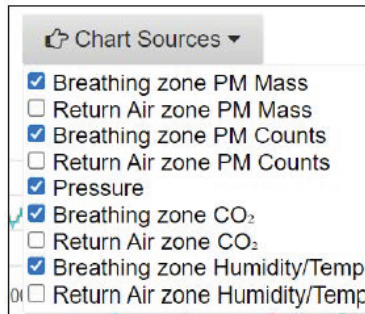 Chart Sources
Breathing zone PM Mass
Return Air zone PM Mass
Breathing zone PM Counts
Return Air zone PM Counts
Pressure
Breathing zone CO₂
Return Air zone CO₂
Breathing zone Humidity/Temp
Return Air zone Humidity/Temp